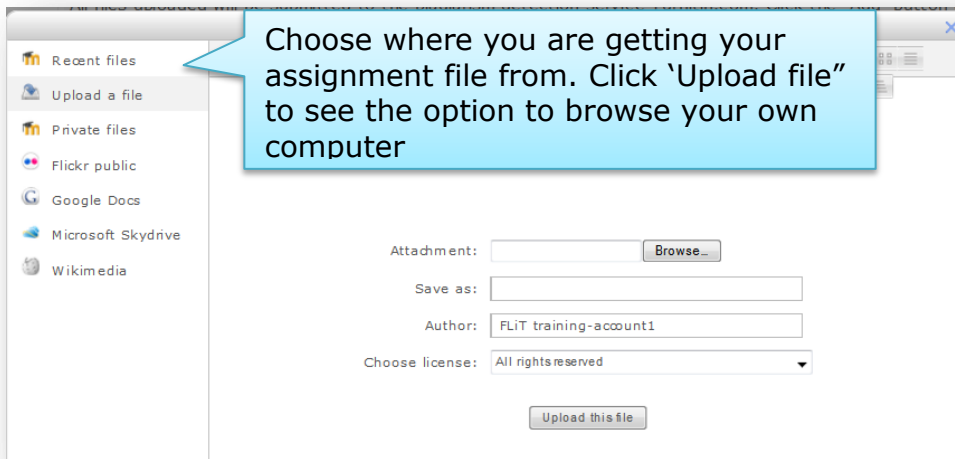 Choose where you are getting your
assignment file from. Click ‘Upload file”
to see the option to browse your own
computer
Recent files
Upload a file
Private files
Flickr public
Google Docs
Microsoft Skydrive
Wikimedia
Attachment:
Browse...
Save as:
Author:
FLiT training-account1
Choose license:
All rights reserved
Upload this file